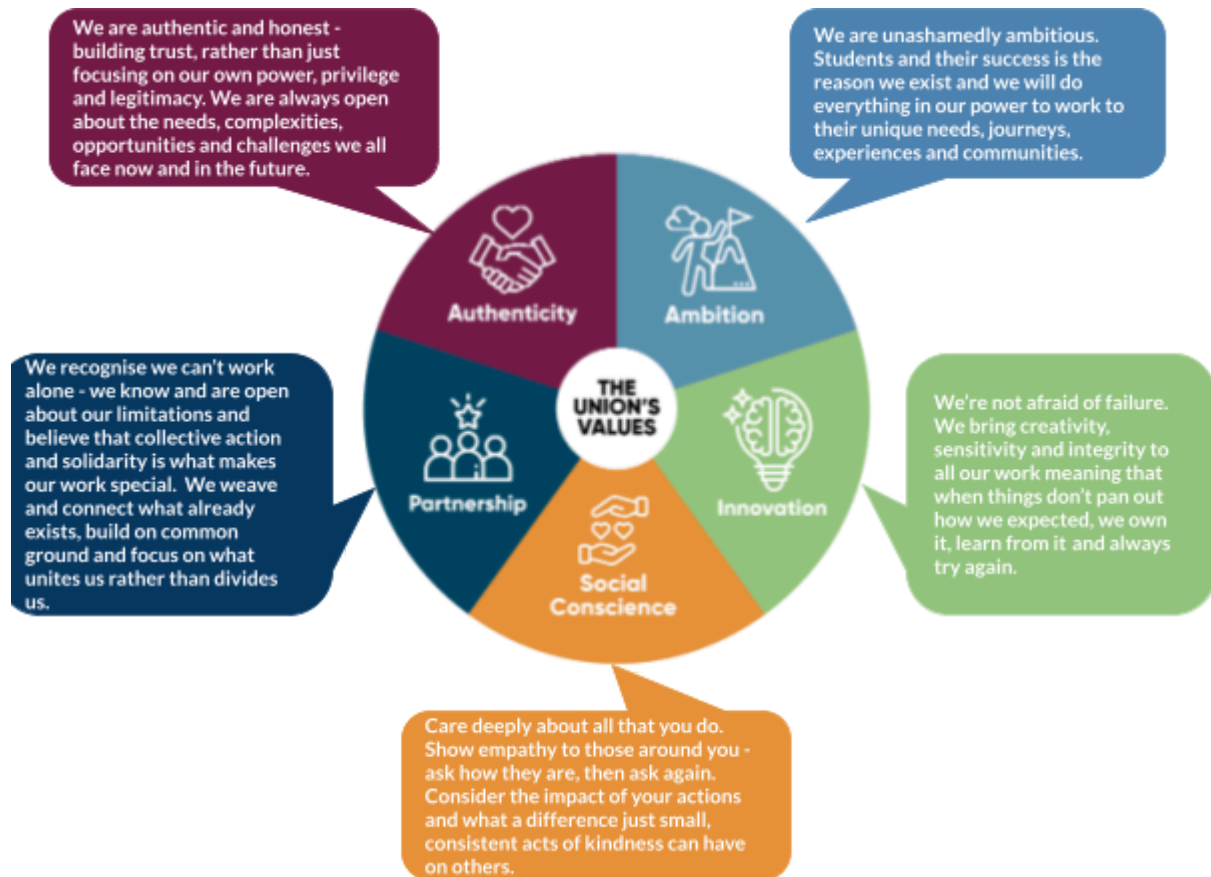 We are authentic and honest -
building trust, rather than just
focusing on our own power, privilege
and legitimacy. We are always open
about the needs, complexities,
opportunities and challenges we all
face now and in the future.
We are unashamedly ambitious.
Students and their success is the
reason we exist and we will do
everything in our power to work to
their unique needs, journeys,
experiences and communities.
Authenticity
Ambition
THE
UNION'S
VALUES
Partnership
Innovation
Social
Conscience
We recognise we can't work
alone - we know and are open
about our limitations and
believe that collective action
and solidarity is what makes
our work special. We weave
and connect what already
exists, build on common
ground and focus on what
unites us rather than divides
us.
We're not afraid of failure.
We bring creativity,
sensitivity and integrity to
all our work meaning that
when things don't pan out
how we expected, we own
it, learn from it and always
try again.
Care deeply about all that you do.
Show empathy to those around you -
ask how they are, then ask again.
Consider the impact of your actions
and what a difference just small,
consistent acts of kindness can have
on others.